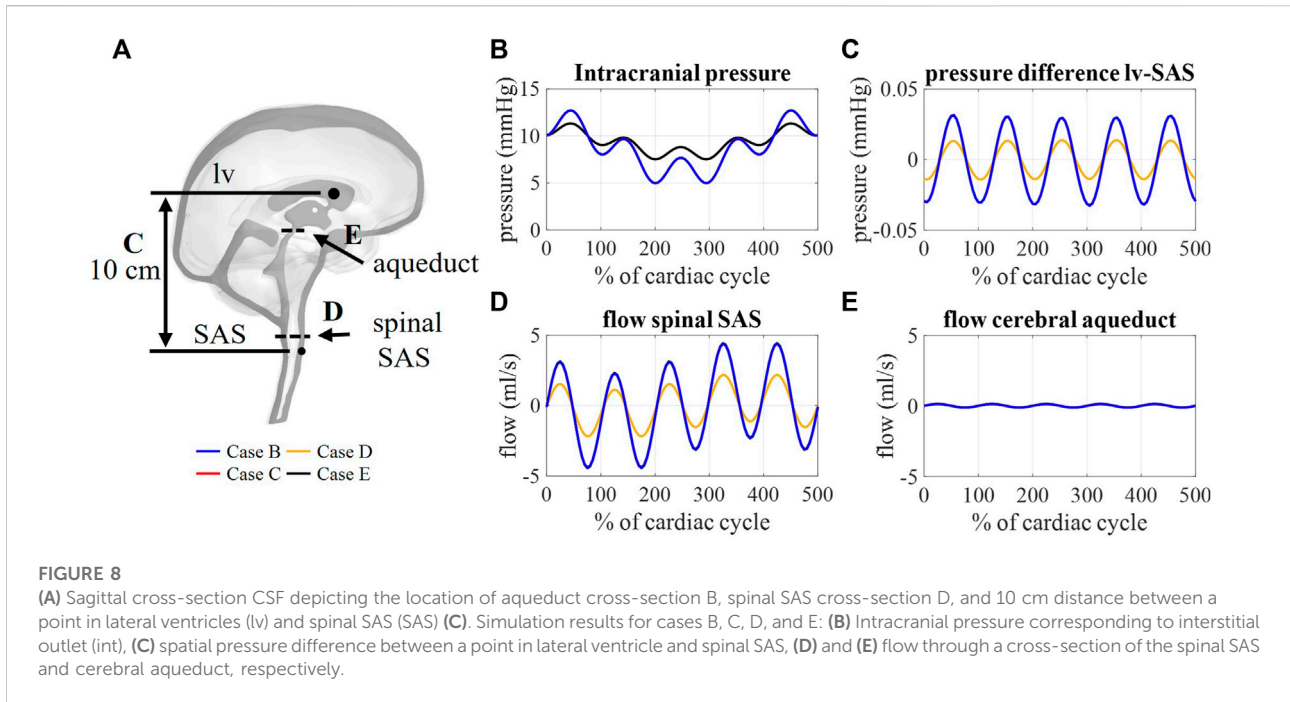 A
lv
C
10 cm
E
aqueduct
D
SAS
spinal
SAS
Case B
Case D
Case C
Case E
B
Intracranial pressure
pressure (mmHg)
15
10
5
0
0
100
200
300
400
500
% of cardiac cycle
C
pressure difference lv-SAS
pressure (mmHg)
0.05
0
-0.05
0
100
200
300
400
500
% of cardiac cycle
D
flow spinal SAS
flow (ml/s)
5
0
-5
0
100
200
300
400
500
% of cardiac cycle
E
flow cerebral aqueduct
flow (ml/s)
5
0
-5
0
100
200
300
400
500
% of cardiac cycle
FIGURE 8
(A) Sagittal cross-section CSF depicting the location of aqueduct cross-section B, spinal SAS cross-section D, and 10 cm distance between a
point in lateral ventricles (lv) and spinal SAS (SAS) (C). Simulation results for cases B, C, D, and E: (B) Intracranial pressure corresponding to interstitial
outlet (int), (C) spatial pressure difference between a point in lateral ventricle and spinal SAS, (D) and (E) flow through a cross-section of the spinal SAS
and cerebral aqueduct, respectively.